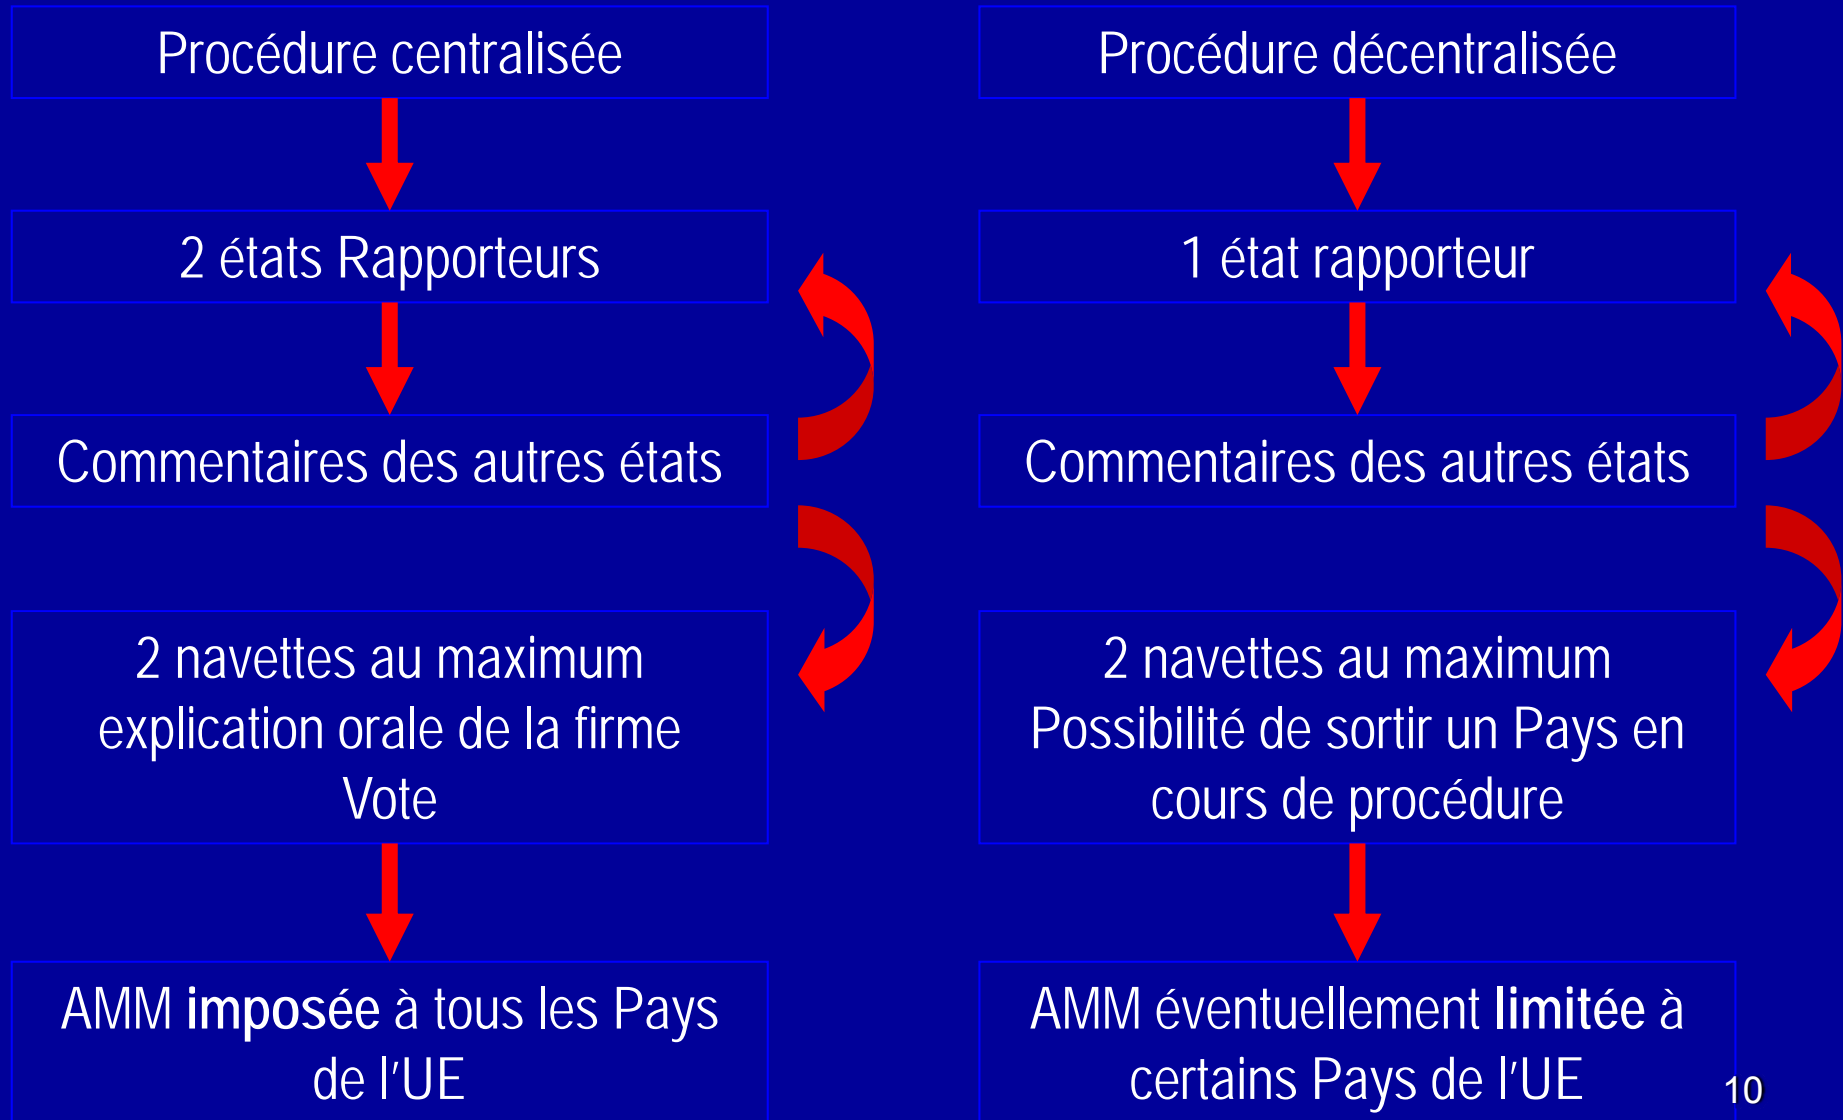 Procédure centralisée
2 états Rapporteurs
Commentaires des autres états
2 navettes au maximum
explication orale de la firme
Vote
AMM imposée à tous les Pays
de l'UE
Procédure décentralisée
1 état rapporteur
Commentaires des autres états
2 navettes au maximum
Possibilité de sortir un Pays en
cours de procédure
AMM éventuellement limitée à
certains Pays de l'UE
10